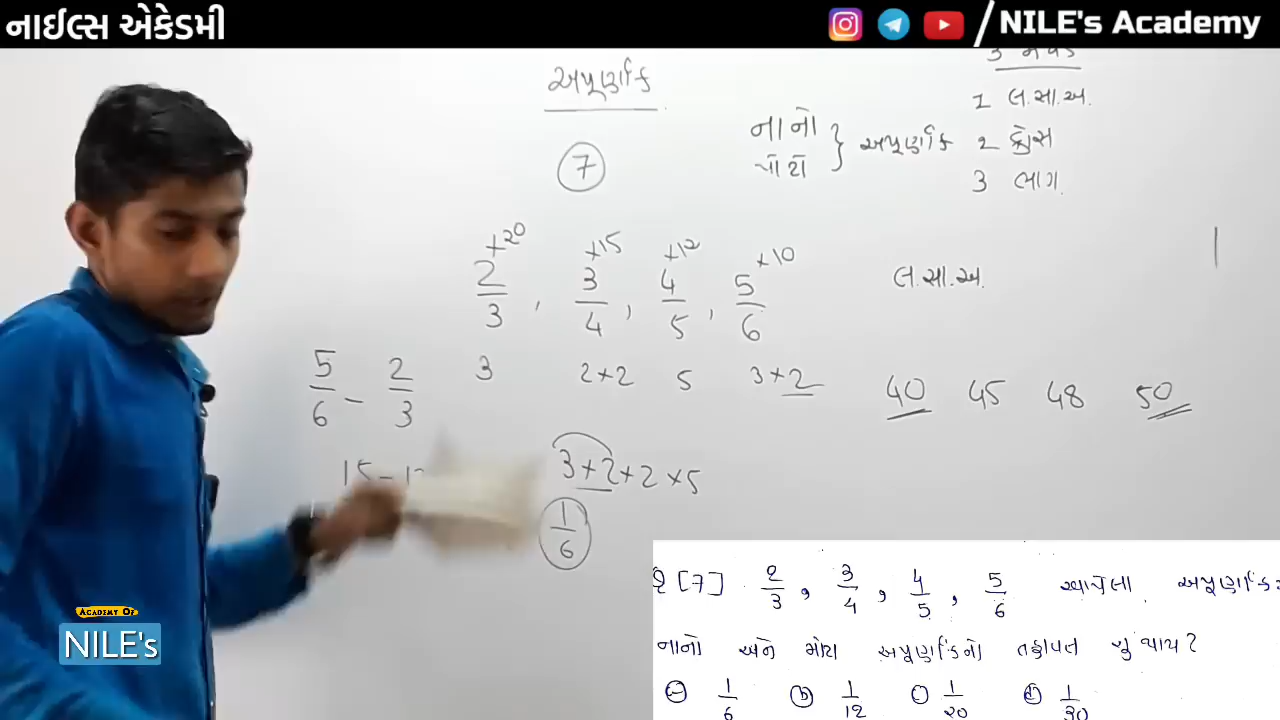 નાઈલ્સ એકેડમી
/NILE's Academy
અપૂર્ણાંક
7
નાનો
મોટો } અપૂર્ણાંક
1 લ.સા.અ.
2 ક્રોસ
3 ભાગ
×20 ×15 ×12 ×10
2/3 , 3/4 , 4/5 , 5/6
લ.સા.અ.
3 2×2 5 3×2
40 45 48 50
5/6 – 2/3
3×2×2×5
1/6
ACADEMY OF
NILE's
[7] 2/3 , 3/4 , 4/5 , 5/6 આપેલા અપૂર્ણાંક
નાનો અને મોટા અપૂર્ણાંકનો તફાવત શું થાય?
a 1/6 b 1/12 c 1/20 d 1/30